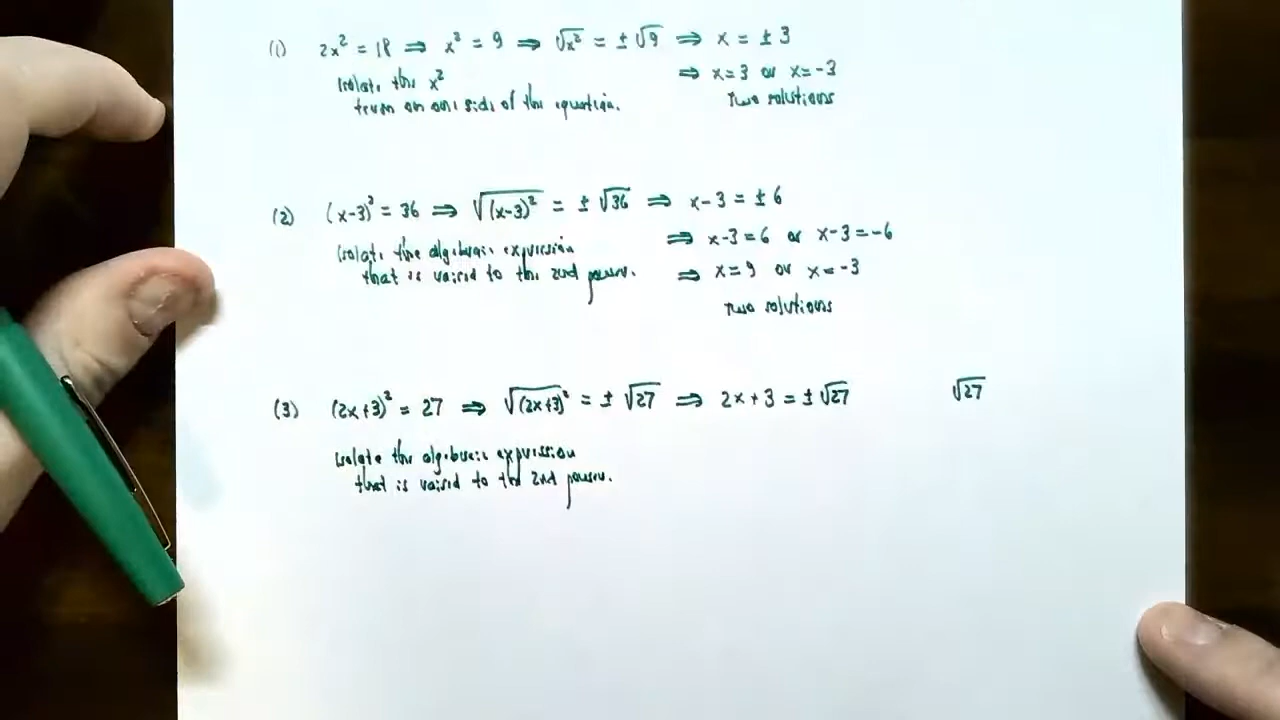 (1) 2x² = 18 ⇒ x² = 9 ⇒ √x² = ± √9 ⇒ x = ± 3
Isolate the x²
term on one side of the equation.
⇒ x = 3 or x = -3
Two solutions
(2) (x-3)² = 36 ⇒ √(x-3)² = ± √36 ⇒ x-3 = ± 6
Isolate the algebraic expression
that is raised to the 2nd power.
⇒ x-3 = 6 or x-3 = -6
⇒ x = 9 or x = -3
Two solutions
(3) (2x+3)² = 27 ⇒ √(2x+3)² = ± √27 ⇒ 2x+3 = ± √27
√27
Isolate the algebraic expression
that is raised to the 2nd power.